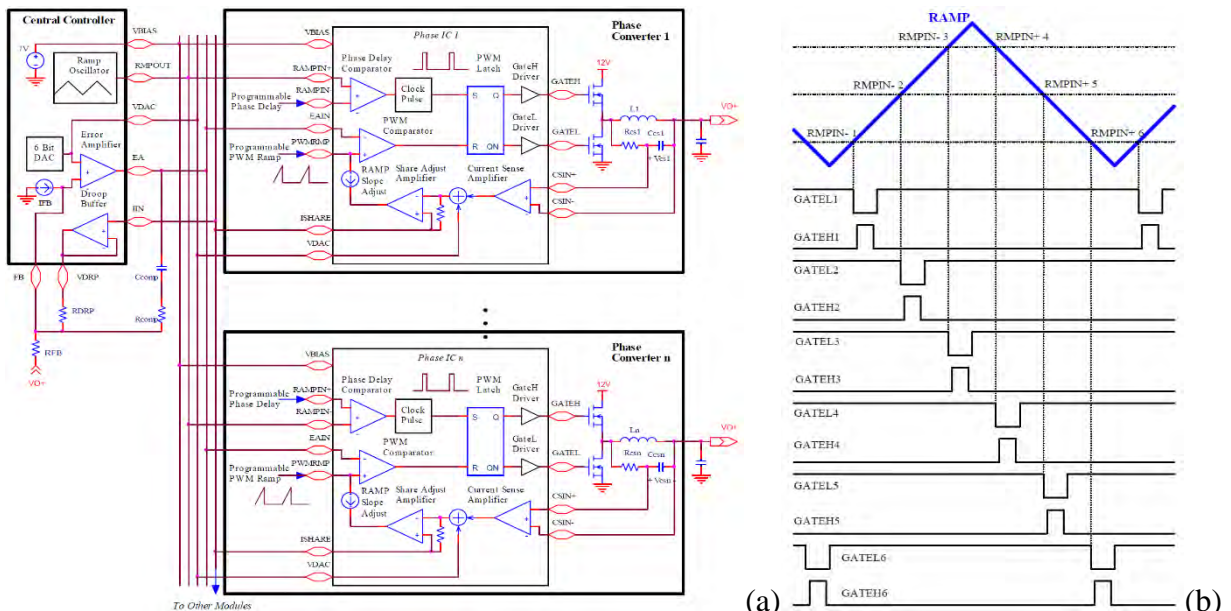 Central Controller
VBIAS
7V
Ramp
Oscillator
RMPOUT
VDAC
6 Bit
DAC
Error
Amplifier
EA
IFB
Droop
Buffer
IIN
FB
VDRP
Ccomp
RDRP
Rcomp
RFB
VO+
To Other Modules
Phase
Converter 1
VBIAS
Phase IC 1
RAMPIN+
Phase Delay
Comparator
RAMPIN-
Programmable
Phase Delay
Clock
Pulse
PWM
Latch
S Q
R QN
GateH
Driver
GATEH
12V
L1
VO+
EAIN
PWM
Comparator
GateL
Driver
GATEL
Rcs1
Ccs1
+ Vcs1 -
Programmable
PWM Ramp
PWMRMP
RAMP
Slope
Adjust
Share Adjust
Amplifier
Current Sense
Amplifier
CSIN+
CSIN-
ISHARE
VDAC
Phase
Converter n
VBIAS
Phase IC n
Programmable
Phase Delay
RAMPIN+
Phase Delay
Comparator
RAMPIN-
Clock
Pulse
PWM
Latch
S Q
R QN
GateH
Driver
GATEH
12V
Ln
VO+
EAIN
PWM
Comparator
GateL
Driver
GATEL
Rcsn
Ccsn
+ Vcsn -
Programmable
PWM Ramp
PWMRMP
RAMP
Slope
Adjust
Share Adjust
Amplifier
Current Sense
Amplifier
CSIN+
CSIN-
ISHARE
VDAC
(a)
RAMP
RMPIN- 3
RMPIN+ 4
RMPIN- 2
RMPIN+ 5
RMPIN- 1
RMPIN+ 6
GATEL1
GATEH1
GATEL2
GATEH2
GATEL3
GATEH3
GATEL4
GATEH4
GATEL5
GATEH5
GATEL6
GATEH6
(b)